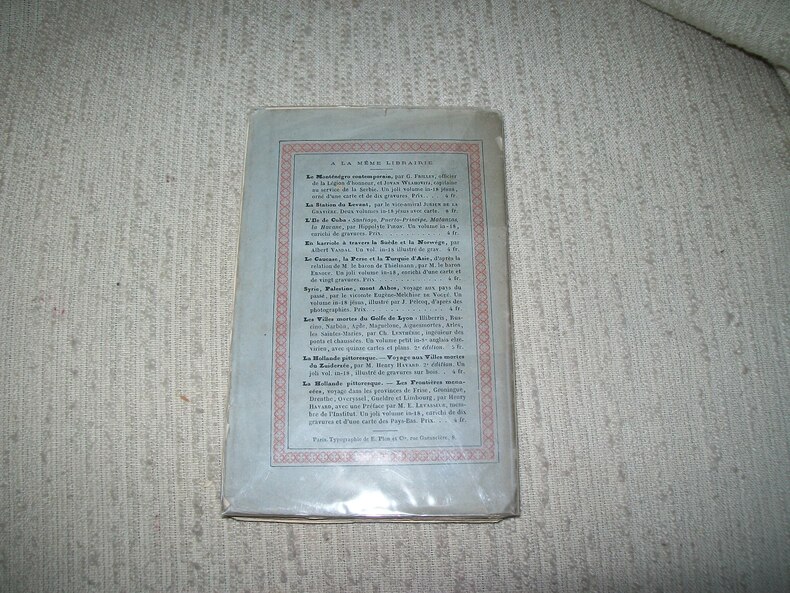 A LA MÊME LIBRAIRIE
Le Monténégro contemporain, par G. FRILLEY, officier
de la Légion d'honneur, et JOVAN WLAHOVITJ, capitaine
au service de la Serbie. Un joli volume in-18 jésus,
orné d'une carte et de dix gravures. Prix. . . 4 fr.
La Station du Levant, par le vice-amiral JURIEN DE LA
GRAVIÈRE. Deux volumes in-18 jésus avec carte. 8 fr.
L'Ile de Cuba : Santiago, Puerto-Principe, Matanzas,
la Havane, par Hippolyte PIRON. Un volume in-18,
enrichi de gravures. Prix 4 fr.
En karriole à travers la Suède et la Norwége, par
Albert VANDAL. Un vol. in-18 illustré de grav. 4 fr.
Le Caucase, la Perse et la Turquie d'Asie, d'après la
relation de M. le baron de Thielmann, par M. le baron
ERNOUF. Un joli volume in-18, enrichi d'une carte et
de vingt gravures. Prix 4 fr.
Syrie, Palestine, mont Athos, voyage aux pays du
passé, par le vicomte Eugène-Melchior DE VOGÜÉ. Un
volume in-18 jésus, illustré par J. Pelcoq, d'après des
photographies. Prix. . . . . . . . . . . . 4 fr.
Les Villes mortes du Golfe de Lyon : Illiberris, Rus-
cino, Narbon, Agde, Maguelone, Aiguesmortes, Arles,
les Saintes-Maries, par Ch. LENTHÉRIC, ingénieur des
ponts et chaussées. Un volume petit in-8° anglais elze-
virien, avec quinze cartes et plans. 2e édition. 5 fr.
La Hollande pittoresque. — Voyage aux Villes mortes
du Zuiderzée, par M. Henry HAVARD. 2e édition. Un
joli vol. in-18, illustré de gravures sur bois. . 4 fr.
La Hollande pittoresque. — Les Frontières mena-
cées, voyage dans les provinces de Frise, Groningue,
Drenthe, Overyssel, Gueldre et Limbourg, par Henry
HAVARD, avec une Préface par M. E. LEVASSEUR, mem-
bre de l'Institut. Un joli volume in-18, enrichi de dix
gravures et d'une carte des Pays-Bas. Prix. . . 4 fr.
Paris. Typographie de E. Plon et Cie, rue Garancière, 8.